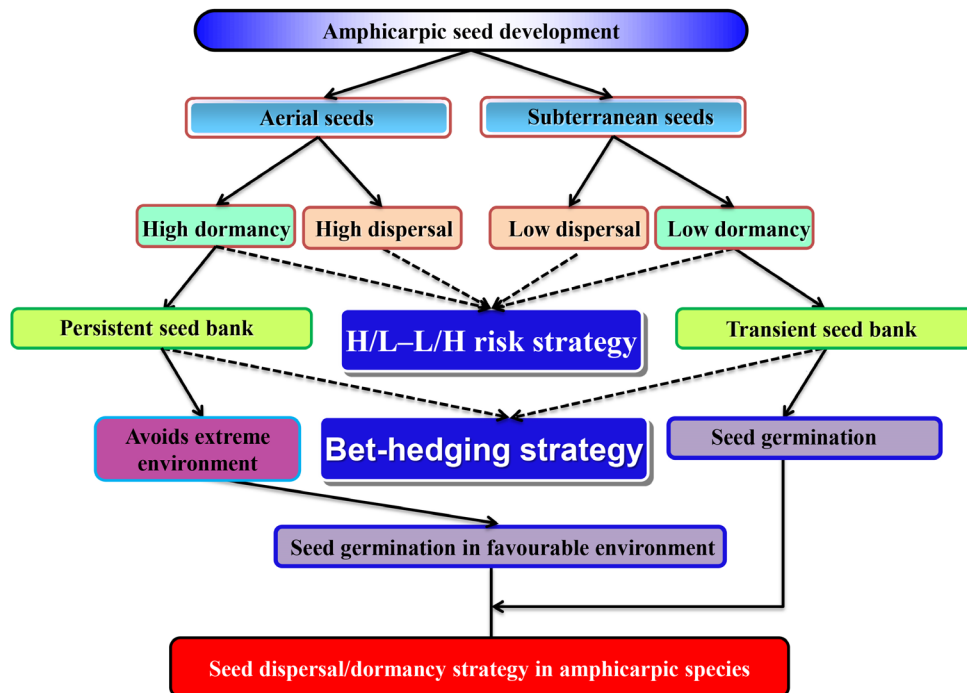 Amphicarpic seed development
Aerial seeds
Subterranean seeds
High dormancy
High dispersal
Low dispersal
Low dormancy
Persistent seed bank
H/L–L/H risk strategy
Transient seed bank
Avoids extreme
environment
Bet-hedging strategy
Seed germination
Seed germination in favourable environment
Seed dispersal/dormancy strategy in amphicarpic species